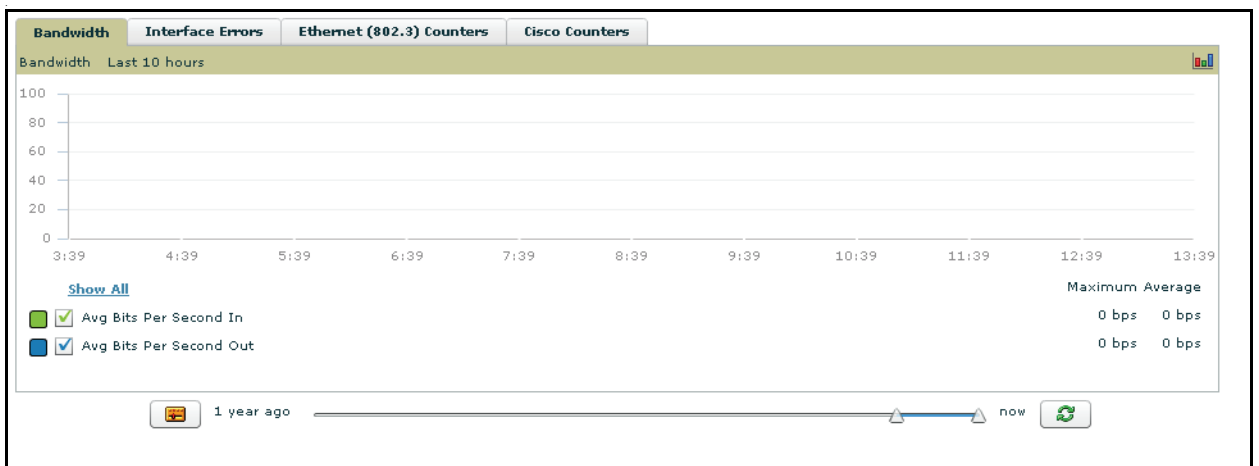 Bandwidth Interface Errors Ethernet (802.3) Counters Cisco Counters
Bandwidth Last 10 hours
100
80
60
40
20
0
3:39 4:39 5:39 6:39 7:39 8:39 9:39 10:39 11:39 12:39 13:39
Show All Maximum Average
Avg Bits Per Second In 0 bps 0 bps
Avg Bits Per Second Out 0 bps 0 bps
1 year ago now